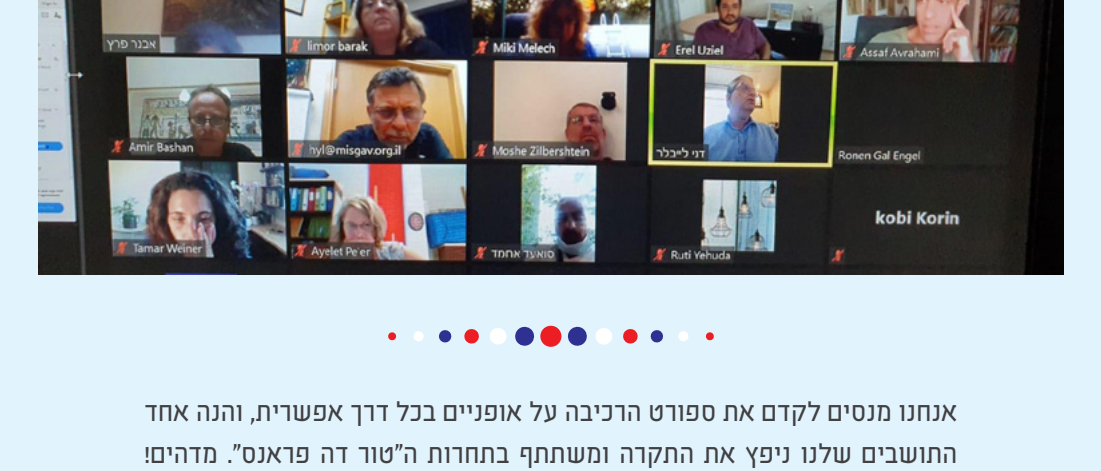 אבנר פרץ
limor barak
Miki Melech
Erel Uziel
Assaf Avrahami
Amir Bashan
hyl@misgav.org.il
Moshe Zilbershtein
דני לייבלר
Ronen Gal Engel
Tamar Weiner
Ayelet Pe'er
סואעד אחמד
Ruti Yehuda
kobi Korin
אנחנו מנסים לקדם את ספורט הרכיבה על אופניים בכל דרך אפשרית, והנה אחד
התושבים שלנו ניפץ את התקרה ומשתתף בתחרות ה"טור דה פראנס". מדהים!